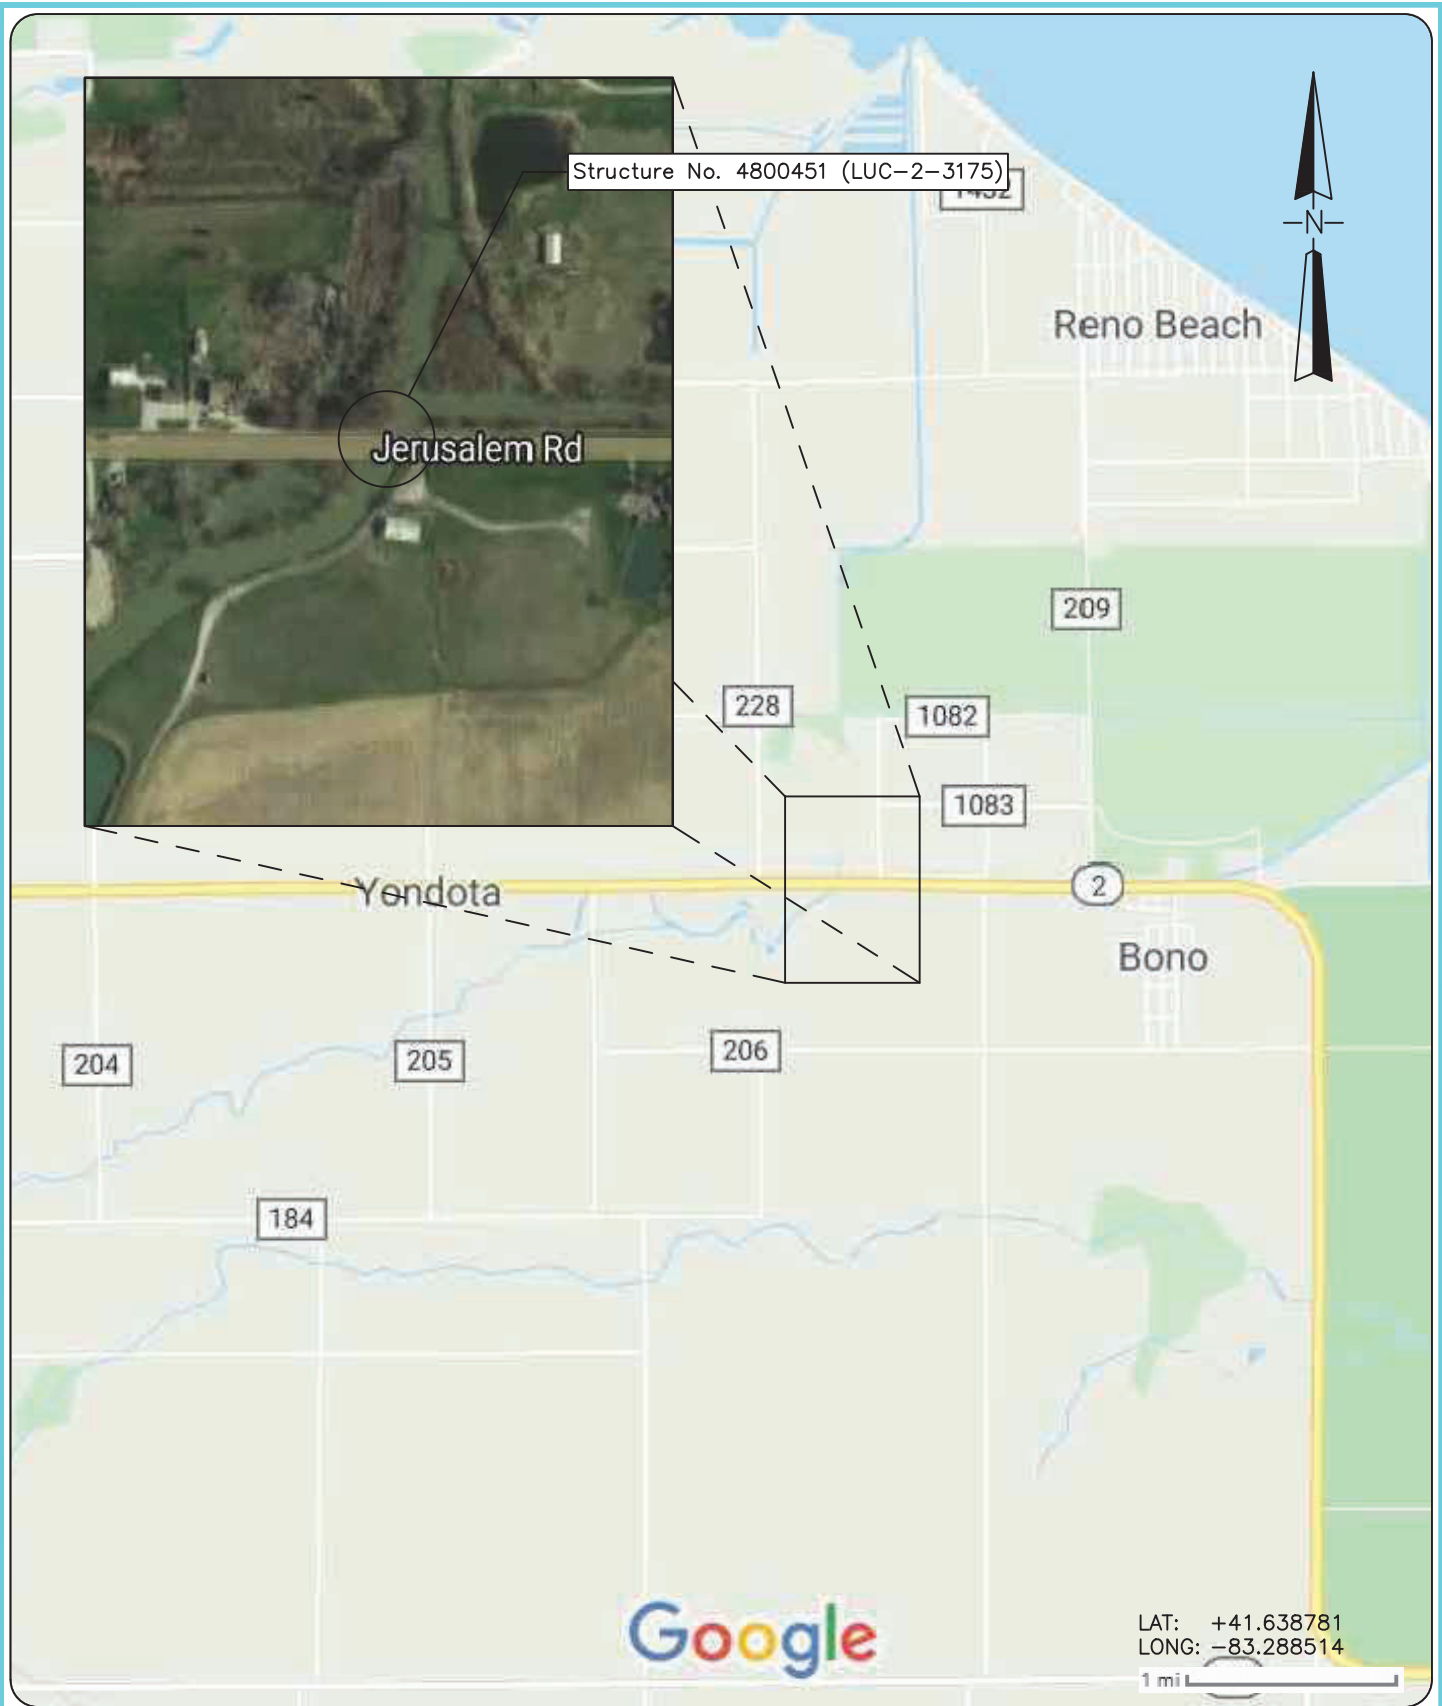 Structure No. 4800451 (LUC-2-3175)
1432
N
Reno Beach
Jerusalem Rd
209
228
1082
1083
2
Yondota
Bono
204
205
206
184
Google
LAT: +41.638781
LONG: -83.288514
1 mi